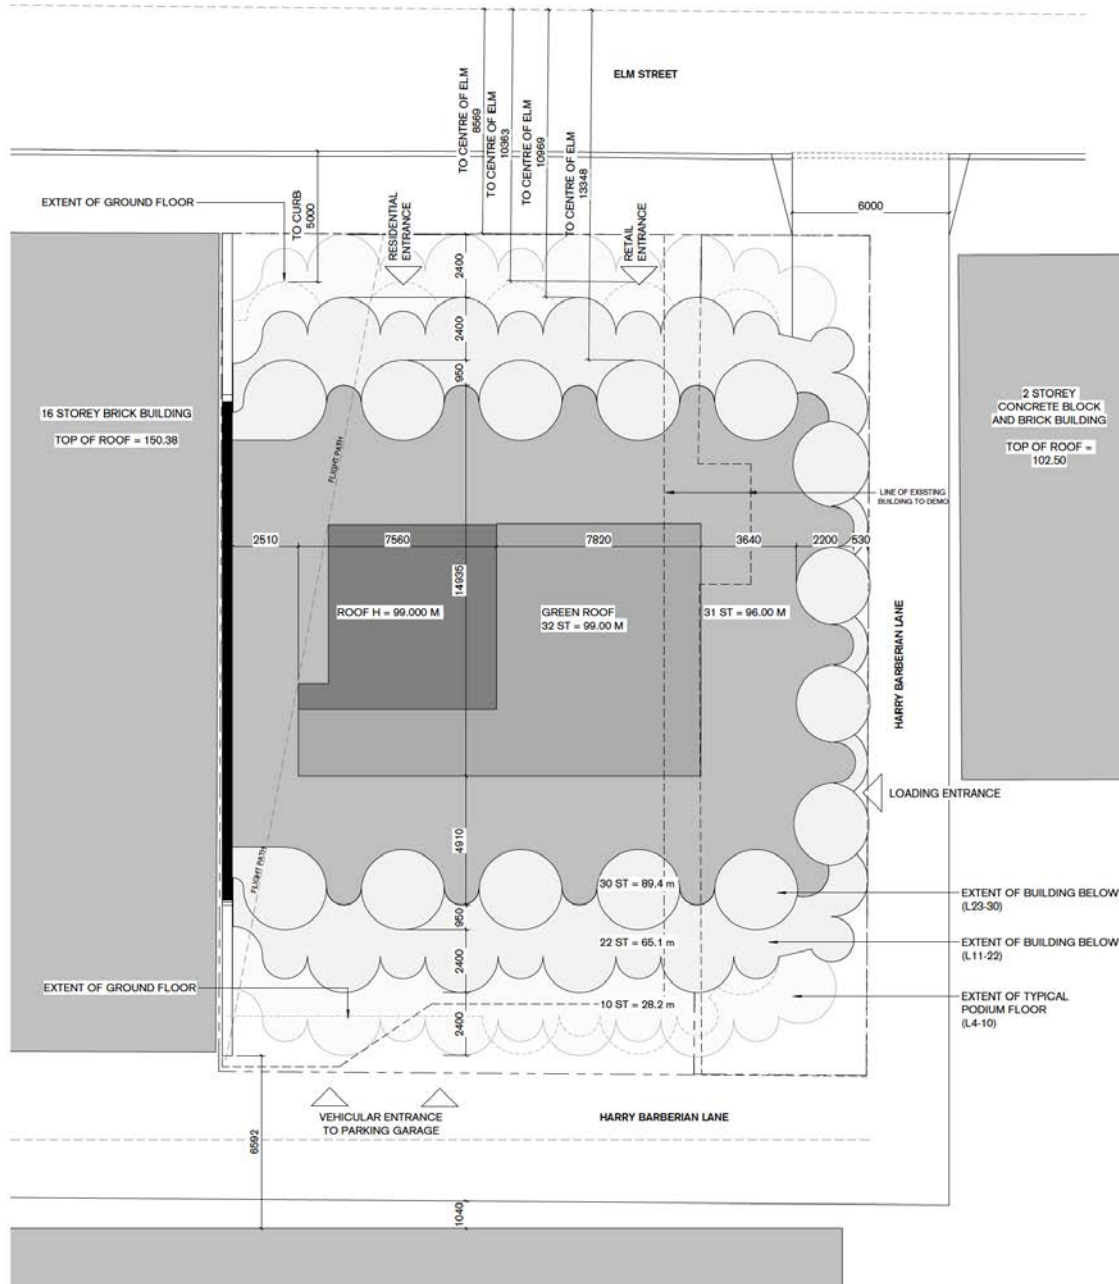 ELM STREET
TO CENTRE OF ELM
8569
TO CENTRE OF ELM
10363
TO CENTRE OF ELM
10969
TO CENTRE OF ELM
13348
EXTENT OF GROUND FLOOR
TO CURB
5000
RESIDENTIAL
ENTRANCE
RETAIL
ENTRANCE
6000
2400
2400
950
16 STOREY BRICK BUILDING
TOP OF ROOF = 150.38
2 STOREY
CONCRETE BLOCK
AND BRICK BUILDING
TOP OF ROOF =
102.50
FLIGHT PATH
LINE OF EXISTING
BUILDING TO DEMO
2510
7560
7820
3640
2200
530
14935
ROOF H = 99.000 M
GREEN ROOF
32 ST = 99.00 M
31 ST = 96.00 M
HARRY BARBERIAN LANE
LOADING ENTRANCE
4910
FLIGHT PATH
30 ST = 89.4 m
EXTENT OF BUILDING BELOW
(L23-30)
950
22 ST = 65.1 m
EXTENT OF BUILDING BELOW
(L11-22)
2400
EXTENT OF GROUND FLOOR
10 ST = 28.2 m
EXTENT OF TYPICAL
PODIUM FLOOR
(L4-10)
2400
VEHICULAR ENTRANCE
TO PARKING GARAGE
HARRY BARBERIAN LANE
6592
1040